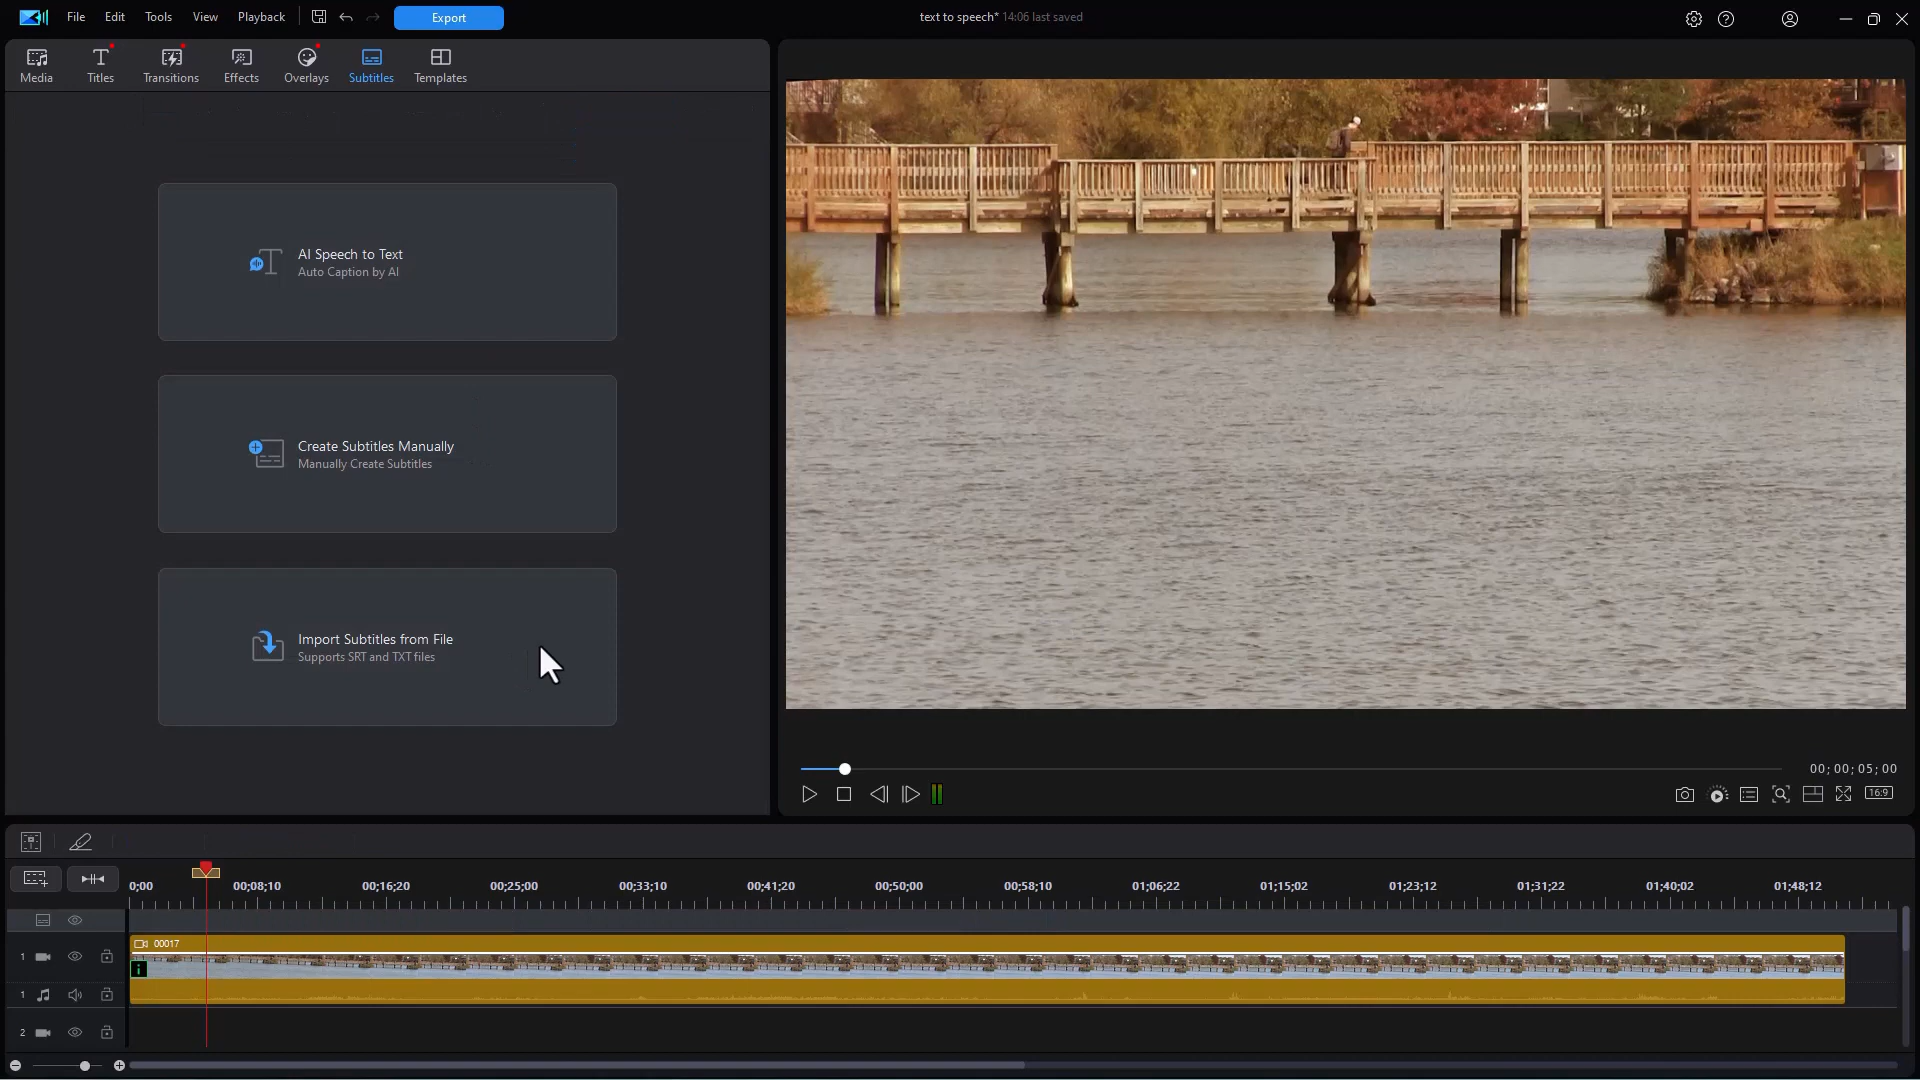 File Edit Tools View Playback Export text to speech* 14:06 last saved
Media Titles Transitions Effects Overlays Subtitles Templates
AI Speech to Text
Auto Caption by AI
Create Subtitles Manually
Manually Create Subtitles
Import Subtitles from File
Supports SRT and TXT files
00;00;05;00
16:9
0;00 00;08;10 00;16;20 00;25;00 00;33;10 00;41;20 00;50;00 00;58;10 01;06;22 01;15;02 01;23;12 01;31;22 01;40;02 01;48;12
00017
1
i
1
2